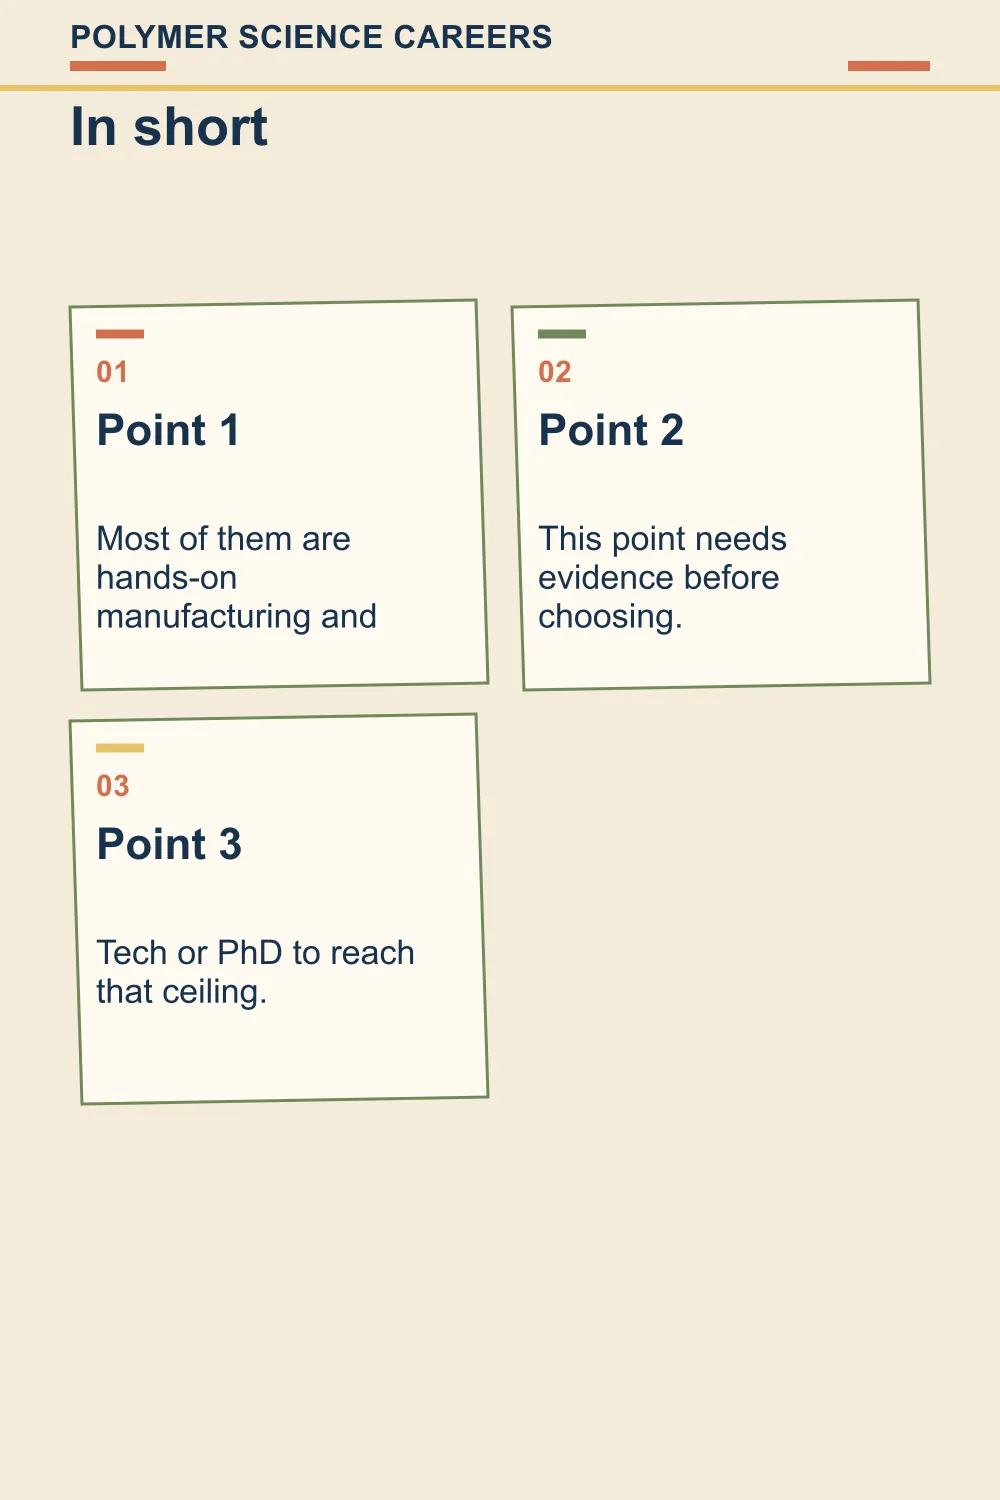 POLYMER SCIENCE CAREERS
In short
01
Point 1
Most of them are
hands-on
manufacturing and
02
Point 2
This point needs
evidence before
choosing.
03
Point 3
Tech or PhD to reach
that ceiling.